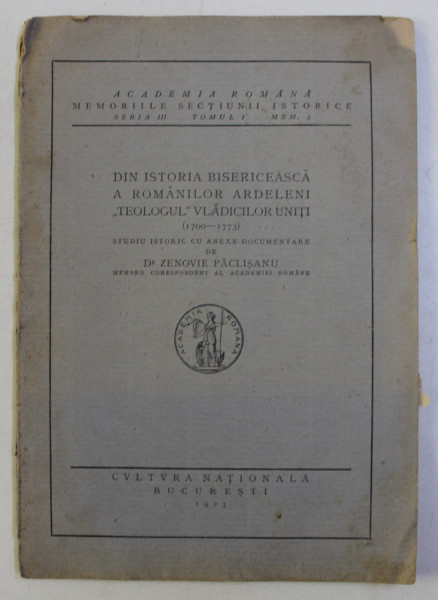 ACADEMIA ROMÂNĂ
MEMORIILE SECȚIUNII ISTORICE
SERIA III TOMUL I MEM. 2
DIN ISTORIA BISERICEASCĂ
A ROMÂNILOR ARDELENI
„TEOLOGUL" VLĂDICILOR UNIȚI
(1700—1773)
STUDIU ISTORIC CU ANEXE DOCUMENTARE
DE
Dr ZENOVIE PÂCLIȘANU
MEMBRU CORESPONDENT AL ACADEMIEI ROMÂNE
ACADEMIA ROMANA
CVLTVRA NAȚIONALA
BUCUREȘTI
1923